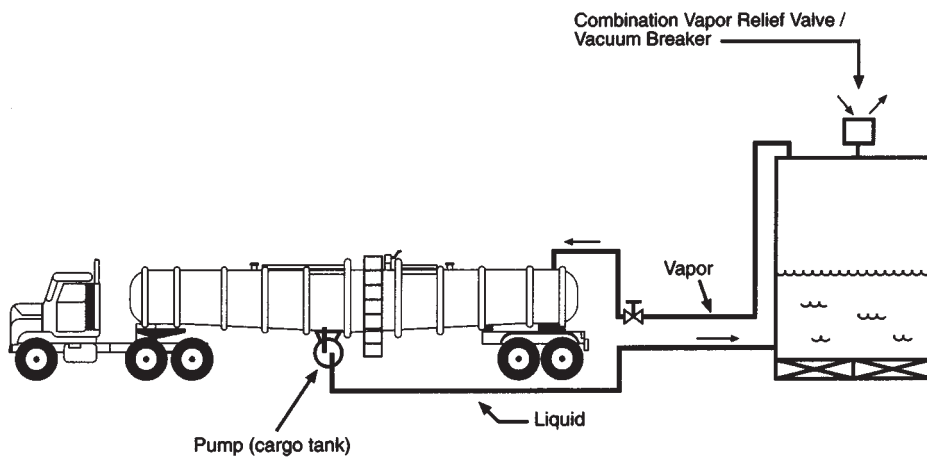 Combination Vapor Relief Valve /
Vacuum Breaker
Vapor
Liquid
Pump (cargo tank)